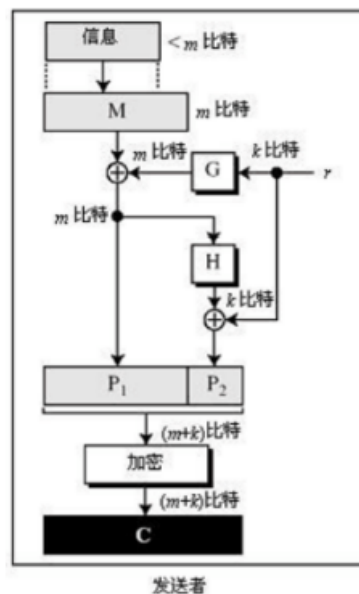 信息
< m 比特
M
m 比特
m 比特
G
k 比特
r
m 比特
H
k 比特
P₁
P₂
(m+k)比特
加密
(m+k)比特
C
发送者